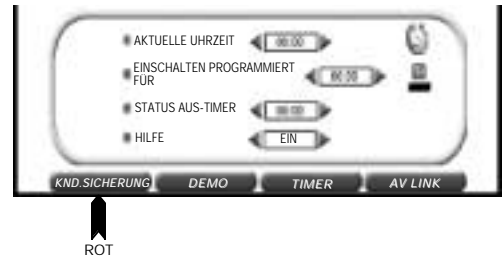 AKTUELLE UHRZEIT 00:00
EINSCHALTEN PROGRAMMIERT
FÜR 00:00
STATUS AUS-TIMER 00:00
HILFE EIN
KND.SICHERUNG DEMO TIMER AV LINK
ROT